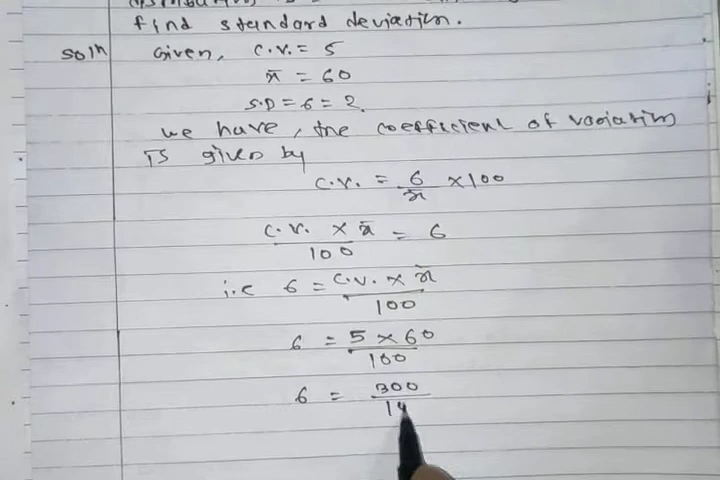 find standard deviation.
Soln Given, C.V. = 5
x̄ = 60
S.D = σ = ?
we have, the coefficient of variation
is given by
C.V. = σ/x̄ × 100
C.V. × x̄/100 = σ
i.e σ = C.V. × x̄/100
σ = 5 × 60/100
σ = 300/